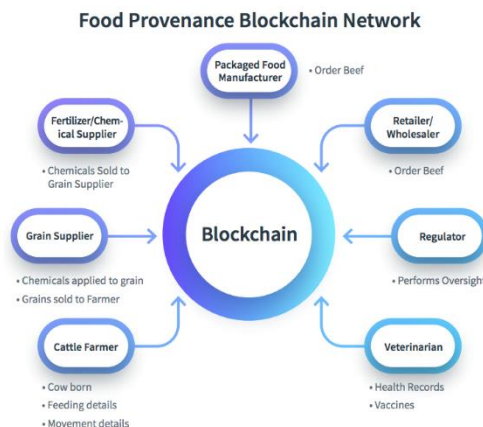 Food Provenance Blockchain Network
Packaged Food
Manufacturer
• Order Beef
Fertilizer/Chem-
ical Supplier
• Chemicals Sold to
Grain Supplier
Retailer/
Wholesaler
• Order Beef
Blockchain
Grain Supplier
• Chemicals applied to grain
• Grains sold to Farmer
Regulator
• Performs Oversight
Cattle Farmer
• Cow born
• Feeding details
• Movement details
Veterinarian
• Health Records
• Vaccines